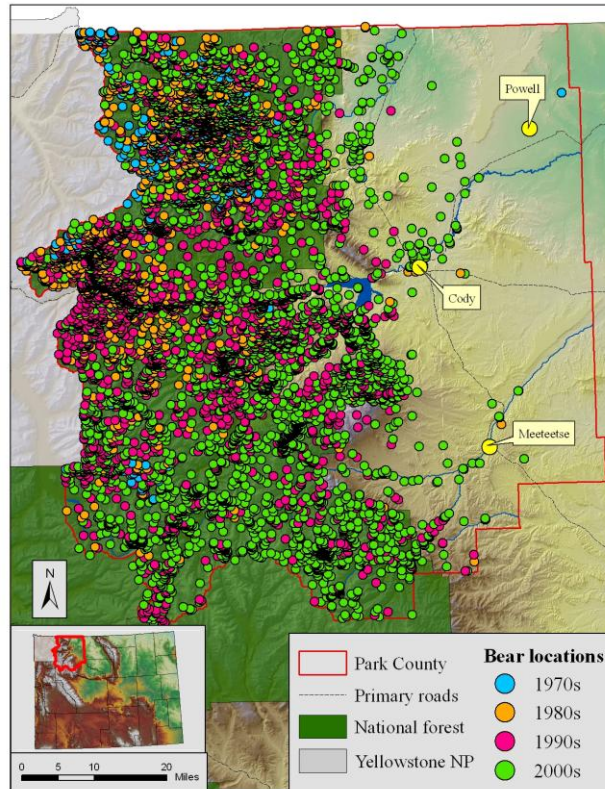 Powell
Cody
Meeteetse
N
0 5 10 20
Miles
Park County
Primary roads
National forest
Yellowstone NP
Bear locations
1970s
1980s
1990s
2000s